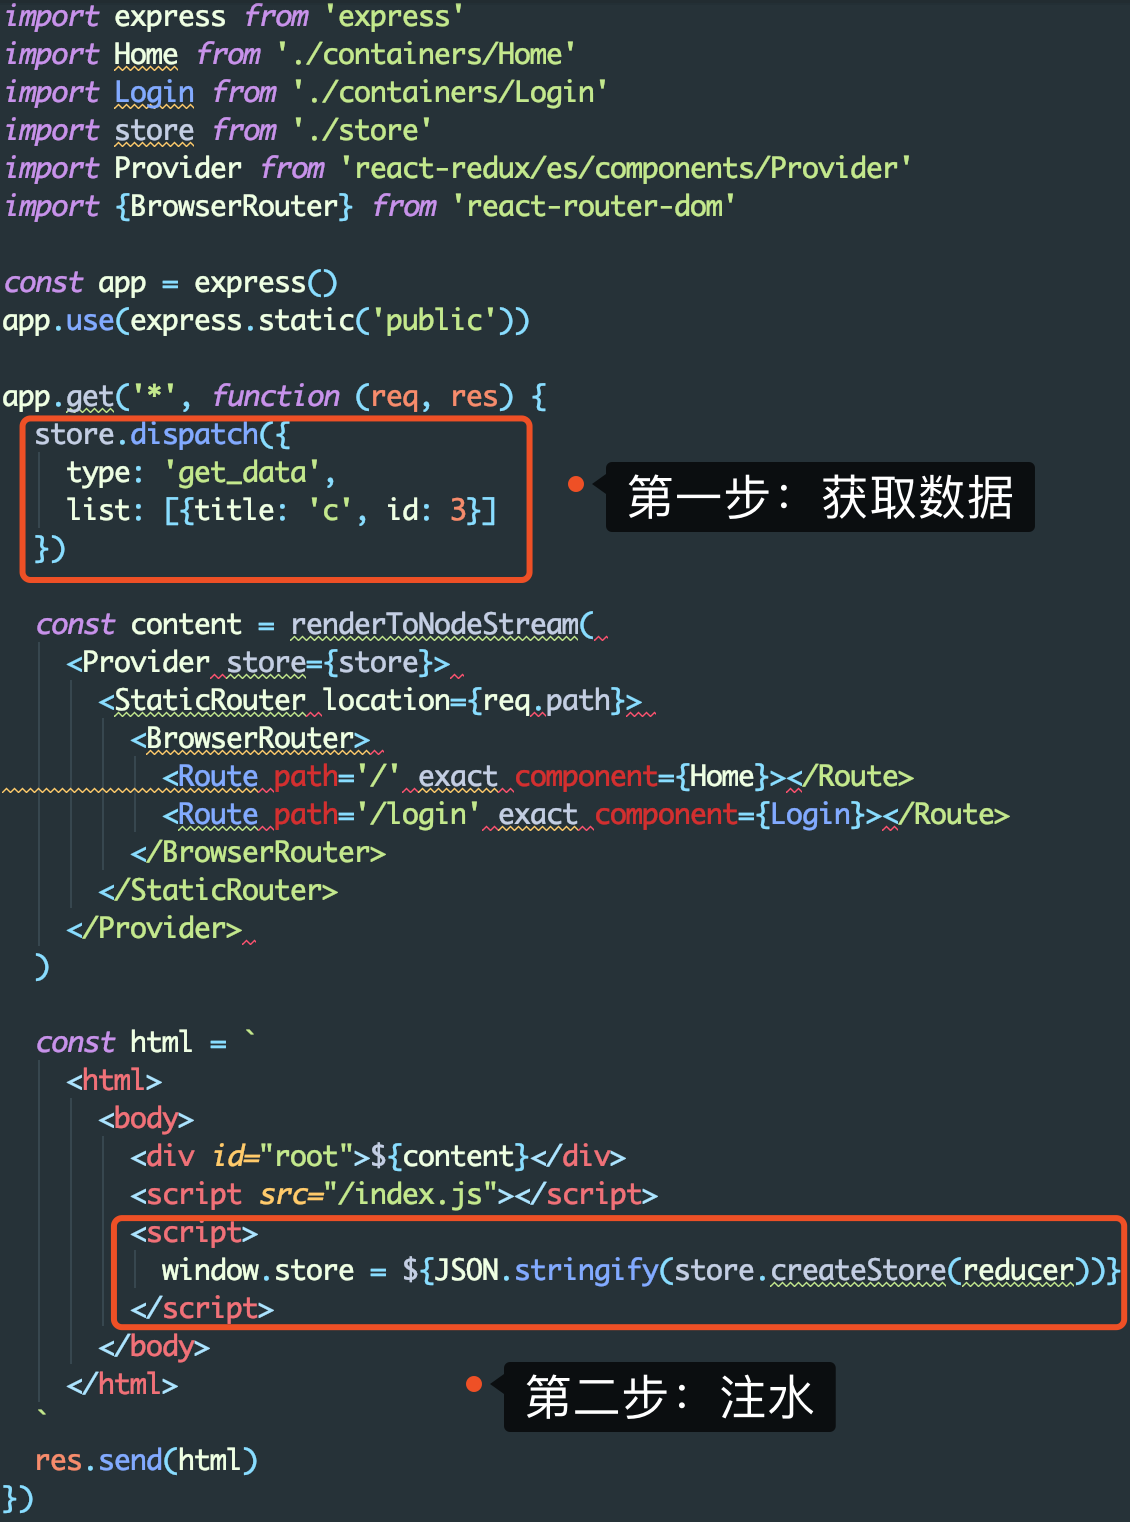 import express from 'express'
import Home from './containers/Home'
import Login from './containers/Login'
import store from './store'
import Provider from 'react-redux/es/components/Provider'
import {BrowserRouter} from 'react-router-dom'
const app = express()
app.use(express.static('public'))
app.get('*', function (req, res) {
store.dispatch({
type: 'get_data',
list: [{title: 'c', id: 3}]
})
第一步：获取数据
const content = renderToNodeStream(
<Provider store={store}>
<StaticRouter location={req.path}>
<BrowserRouter>
<Route path='/' exact component={Home}></Route>
<Route path='/login' exact component={Login}></Route>
</BrowserRouter>
</StaticRouter>
</Provider>
)
const html = `
<html>
<body>
<div id="root">${content}</div>
<script src="/index.js"></script>
<script>
window.store = ${JSON.stringify(store.createStore(reducer))}
</script>
</body>
</html>
第二步：注水
`
res.send(html)
})